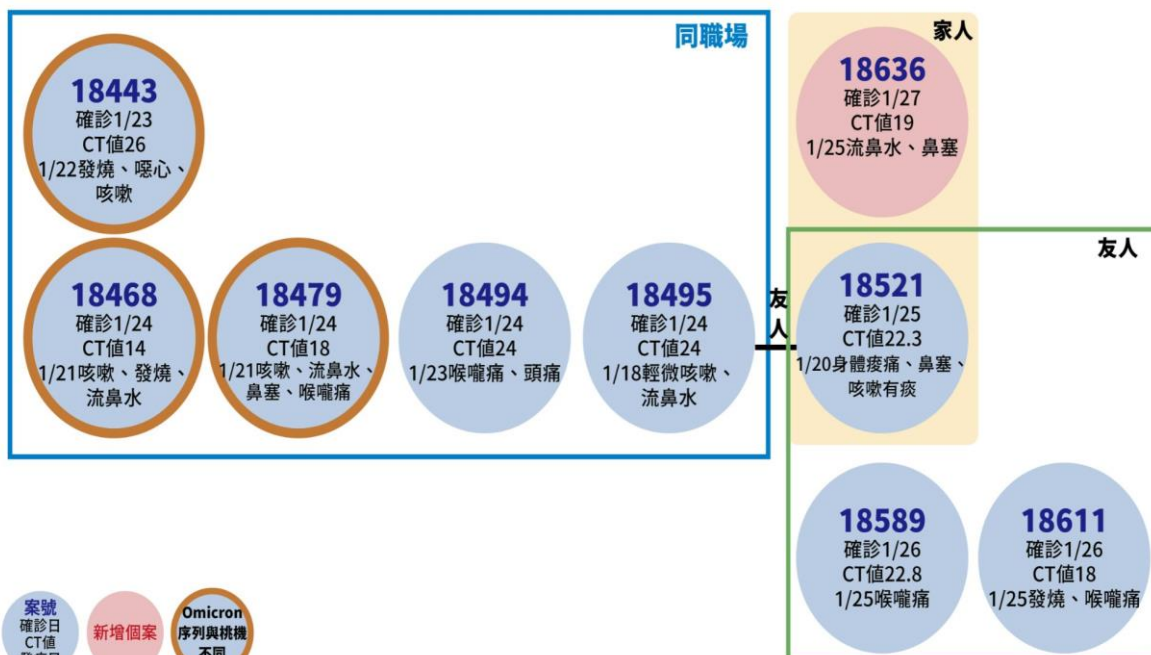 同職場
18443
確診1/23
CT值26
1/22發燒、噁心、
咳嗽
18468
確診1/24
CT值14
1/21咳嗽、發燒、
流鼻水
18479
確診1/24
CT值18
1/21咳嗽、流鼻水、
鼻塞、喉嚨痛
18494
確診1/24
CT值24
1/23喉嚨痛、頭痛
18495
確診1/24
CT值24
1/18輕微咳嗽、
流鼻水
友人
家人
18636
確診1/27
CT值19
1/25流鼻水、鼻塞
友人
18521
確診1/25
CT值22.3
1/20身體痠痛、鼻塞、
咳嗽有痰
18589
確診1/26
CT值22.8
1/25喉嚨痛
18611
確診1/26
CT值18
1/25發燒、喉嚨痛
案號
確診日
CT值
新增個案
Omicron
序列與桃機
不同